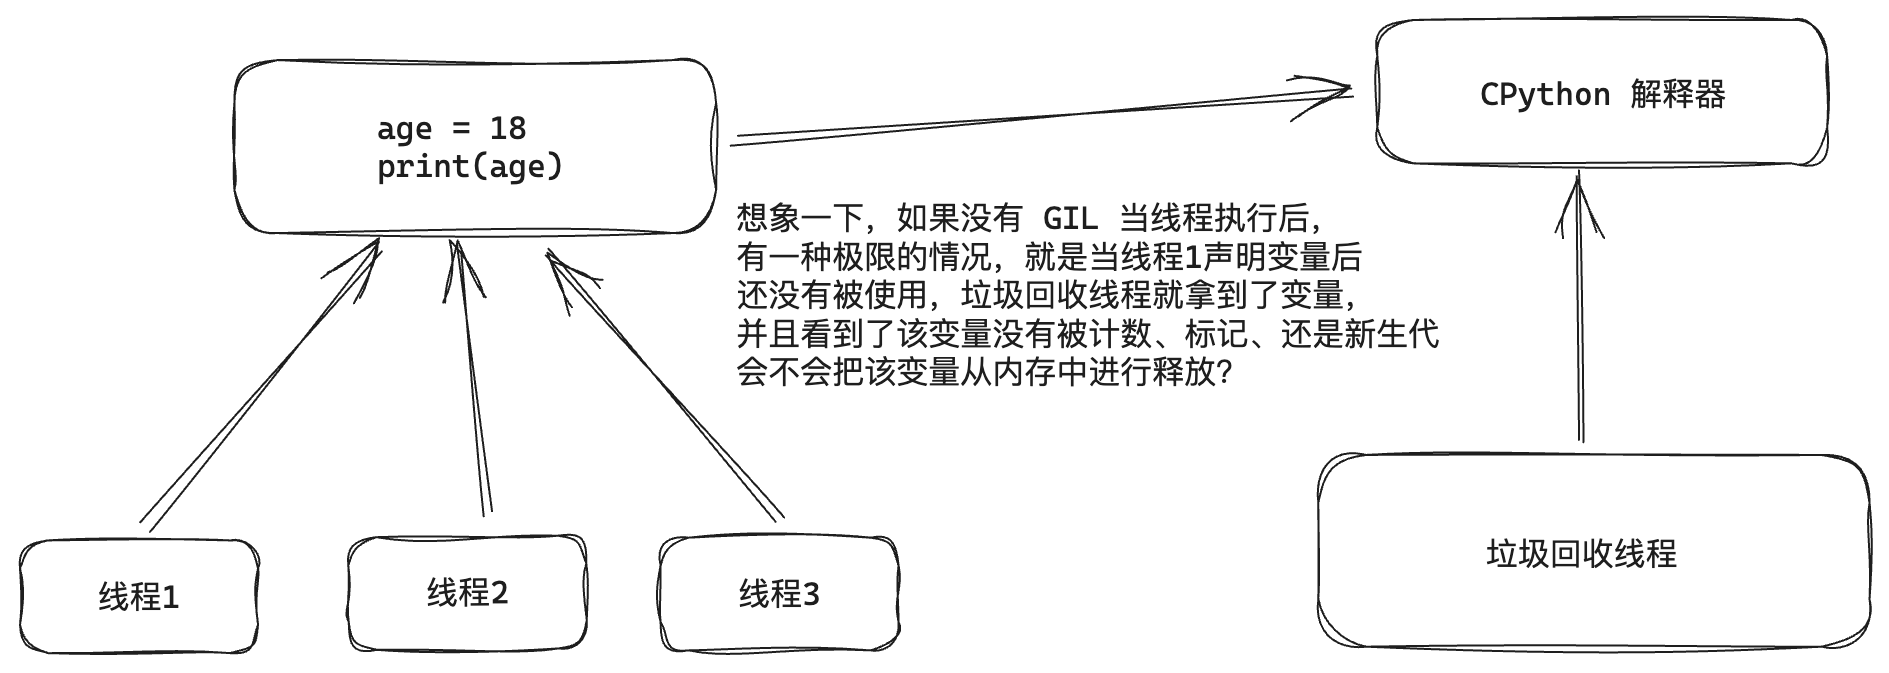 age = 18
print(age)
CPython 解释器
想象一下，如果没有 GIL 当线程执行后，
有一种极限的情况，就是当线程1声明变量后
还没有被使用，垃圾回收线程就拿到了变量，
并且看到了该变量没有被计数、标记、还是新生代
会不会把该变量从内存中进行释放？
线程1
线程2
线程3
垃圾回收线程